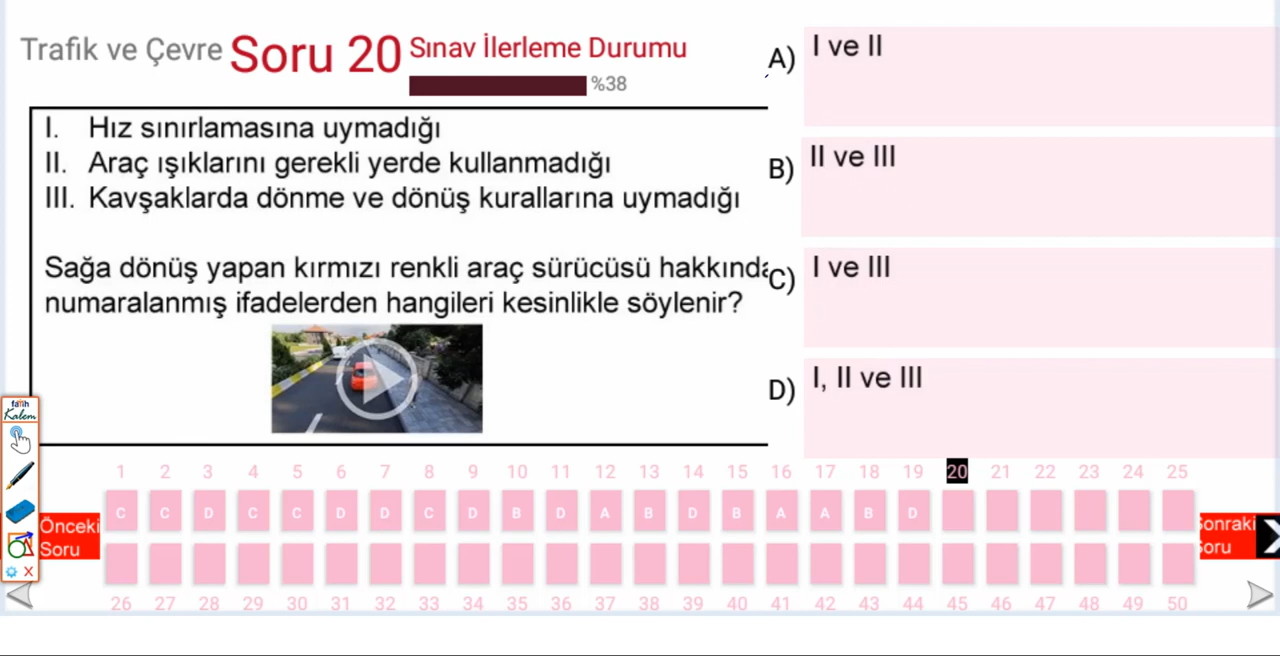 Trafik ve Çevre Soru 20 Sınav İlerleme Durumu
%38
I. Hız sınırlamasına uymadığı
II. Araç ışıklarını gerekli yerde kullanmadığı
III. Kavşaklarda dönme ve dönüş kurallarına uymadığı
Sağa dönüş yapan kırmızı renkli araç sürücüsü hakkında
numaralanmış ifadelerden hangileri kesinlikle söylenir?
A) I ve II
B) II ve III
C) I ve III
D) I, II ve III
fatih
Kalem
1 2 3 4 5 6 7 8 9 10 11 12 13 14 15 16 17 18 19 20 21 22 23 24 25
C C D C C D D C D B D A B D B A A B D
Önceki
Soru
Sonraki
Soru
26 27 28 29 30 31 32 33 34 35 36 37 38 39 40 41 42 43 44 45 46 47 48 49 50